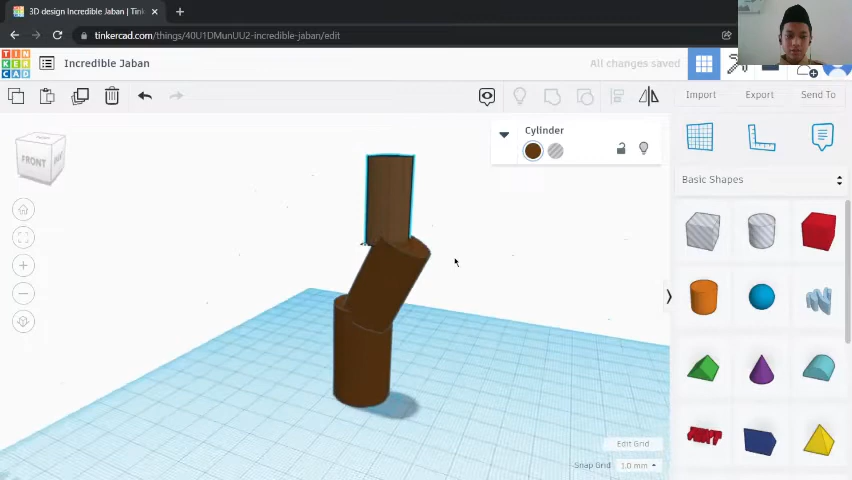 3D design Incredible Jaban | Tink
tinkercad.com/things/40U1DMunUU2-incredible-jaban/edit
TIN
KER
CAD
Incredible Jaban
All changes saved
Import
Export
Send To
Cylinder
FRONT
Basic Shapes
Edit Grid
Snap Grid
1.0 mm